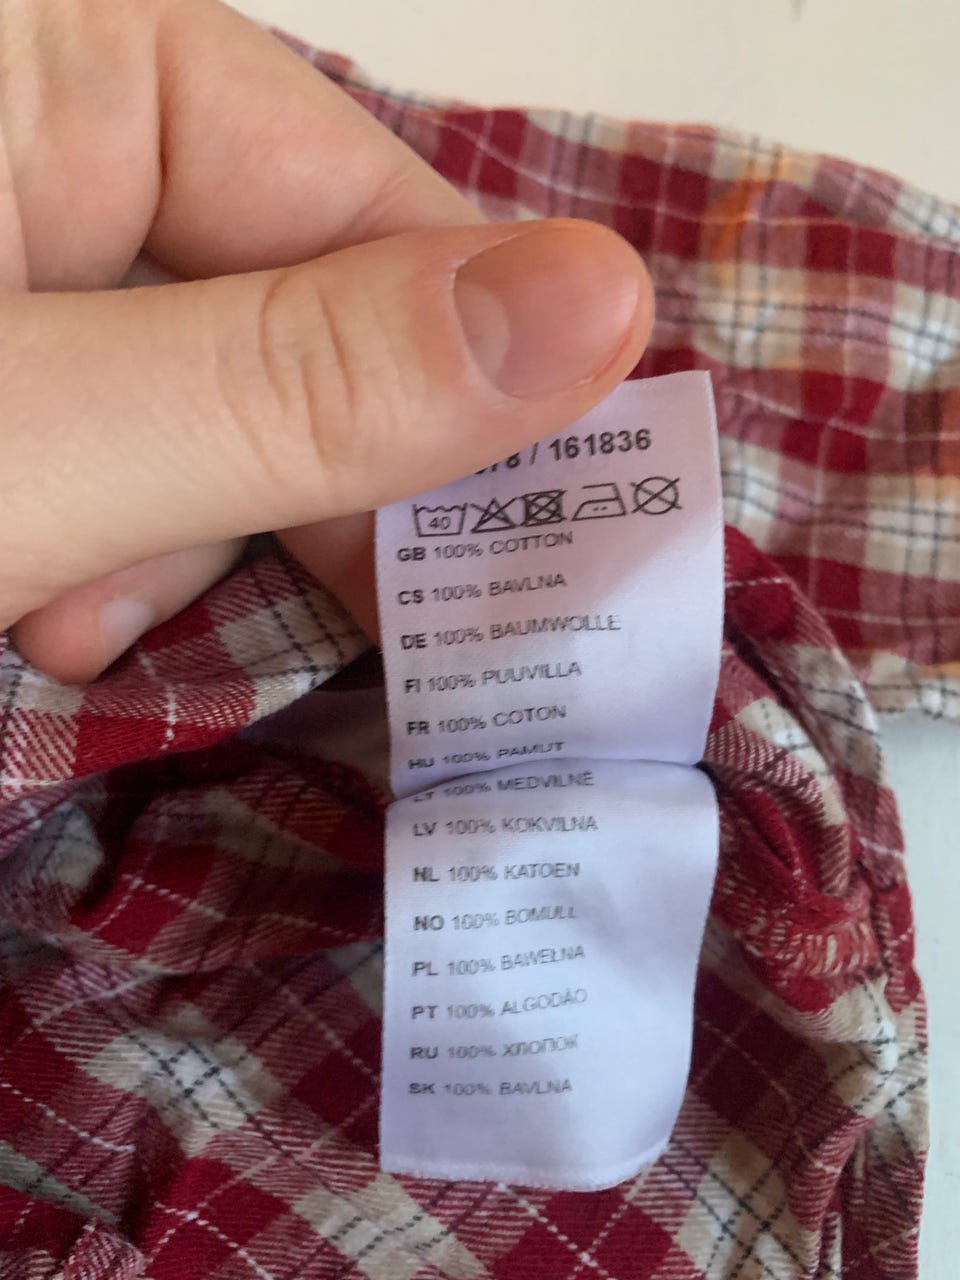 78 / 161836
40
GB 100% COTTON
CS 100% BAVLNA
DE 100% BAUMWOLLE
FI 100% PUUVILLA
FR 100% COTON
HU 100% PAMUT
LT 100% MEDVILNĖ
LV 100% KOKVILNA
NL 100% KATOEN
NO 100% BOMULL
PL 100% BAWEŁNA
PT 100% ALGODÃO
RU 100% ХЛОПОК
SK 100% BAVLNA